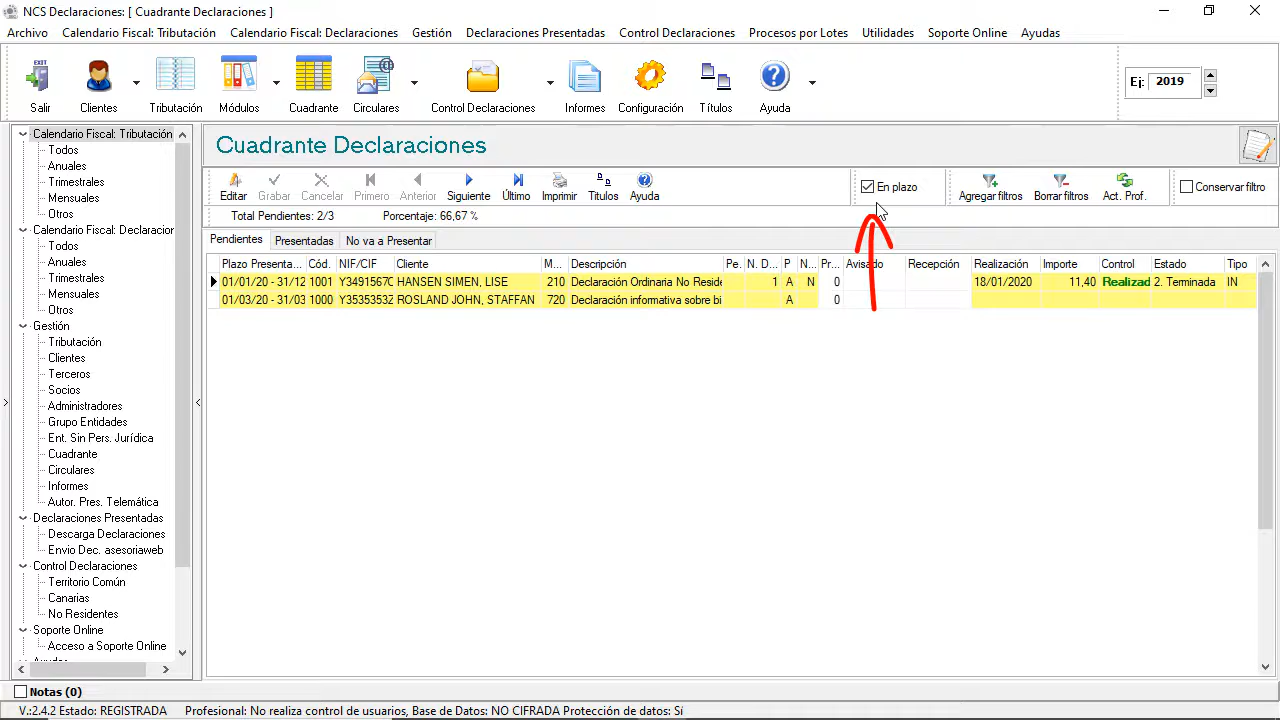 NCS Declaraciones: [ Cuadrante Declaraciones ]
Archivo Calendario Fiscal: Tributación Calendario Fiscal: Declaraciones Gestión Declaraciones Presentadas Control Declaraciones Procesos por Lotes Utilidades Soporte Online Ayudas
EXIT
Salir Clientes Tributación Módulos Cuadrante Circulares Control Declaraciones Informes Configuración Títulos Ayuda
Ej: 2019
Calendario Fiscal: Tributación
Todos
Anuales
Trimestrales
Mensuales
Otros
Calendario Fiscal: Declaracion
Todos
Anuales
Trimestrales
Mensuales
Otros
Gestión
Tributación
Clientes
Terceros
Socios
Administradores
Grupo Entidades
Ent. Sin Pers. Jurídica
Cuadrante
Circulares
Informes
Autor. Pres. Telemática
Declaraciones Presentadas
Descarga Declaraciones
Envio Dec. asesoriaweb
Control Declaraciones
Territorio Común
Canarias
No Residentes
Soporte Online
Acceso a Soporte Online
Cuadrante Declaraciones
Editar Grabar Cancelar Primero Anterior Siguiente Último Imprimir Titulos Ayuda
En plazo
Agregar filtros Borrar filtros Act. Prof.
Conservar filtro
Total Pendientes: 2/3 Porcentaje: 66,67 %
Pendientes Presentadas No va a Presentar
Plazo Presenta... Cód. NIF/CIF Cliente M... Descripción Pe. N. D... P N... Pr... Avisado Recepción Realización Importe Control Estado Tipo
01/01/20 - 31/12 1001 Y3491567C HANSEN SIMEN, LISE 210 Declaración Ordinaria No Reside 1 A N 0 18/01/2020 11,40 Realizad 2. Terminada IN
01/03/20 - 31/03 1000 Y3535353Z ROSLAND JOHN, STAFFAN 720 Declaración informativa sobre bi A 0
Notas (0)
V.:2.4.2 Estado: REGISTRADA Profesional: No realiza control de usuarios, Base de Datos: NO CIFRADA Protección de datos: Sí